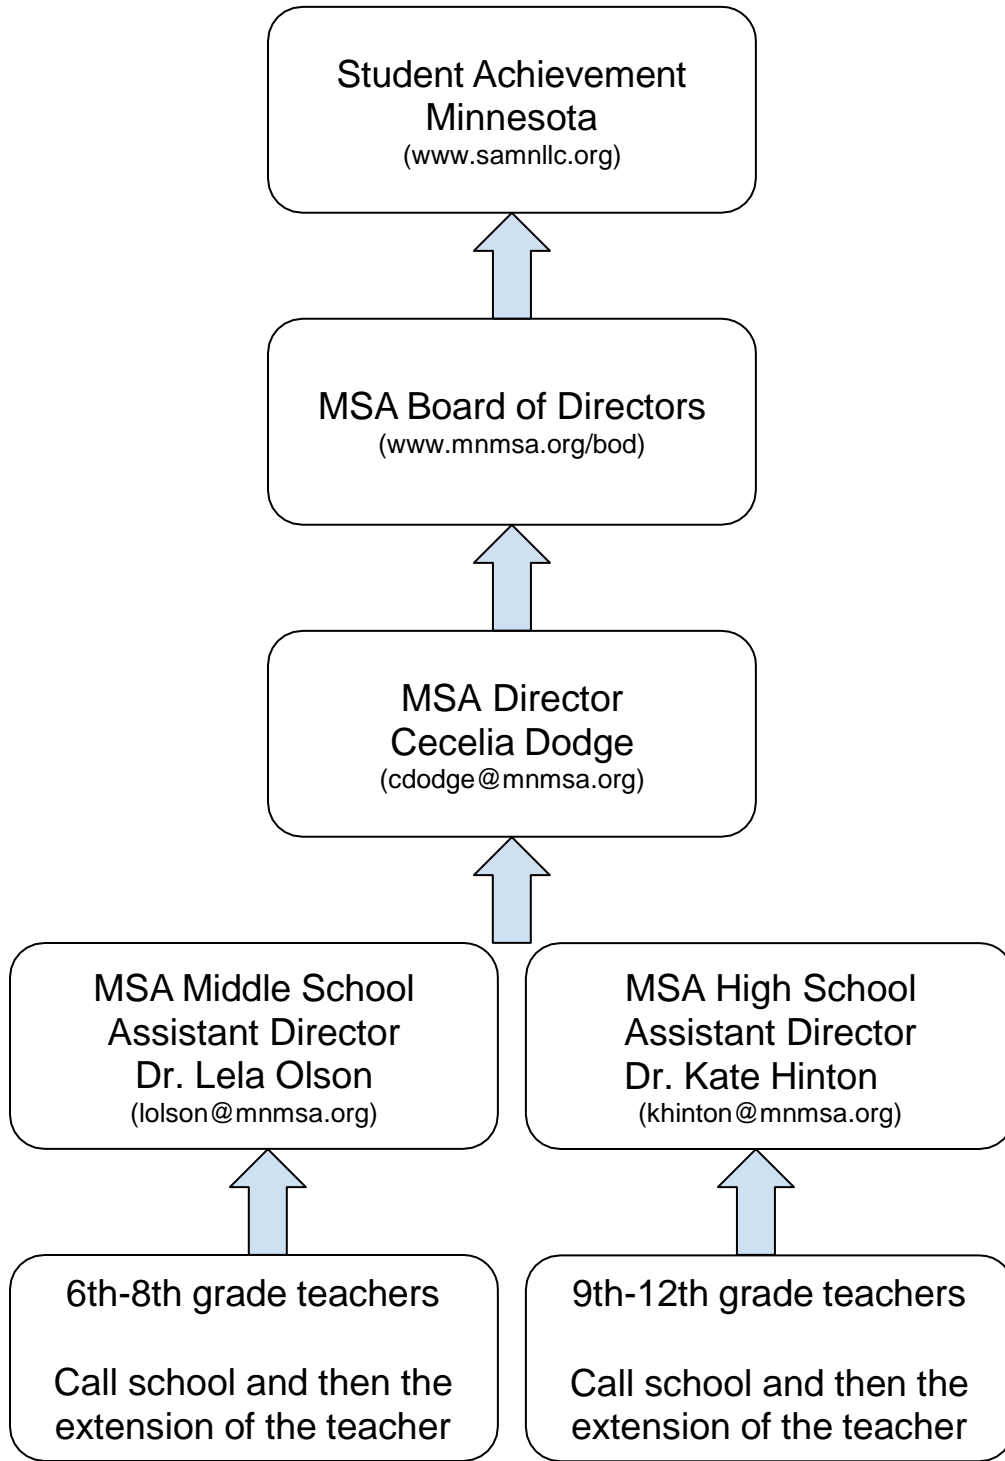 Student Achievement
Minnesota
(www.samnllc.org)
MSA Board of Directors
(www.mnmsa.org/bod)
MSA Director
Cecelia Dodge
(cdodge@mnmsa.org)
MSA Middle School
Assistant Director
Dr. Lela Olson
(lolson@mnmsa.org)
MSA High School
Assistant Director
Dr. Kate Hinton
(khinton@mnmsa.org)
6th-8th grade teachers
Call school and then the
extension of the teacher
9th-12th grade teachers
Call school and then the
extension of the teacher